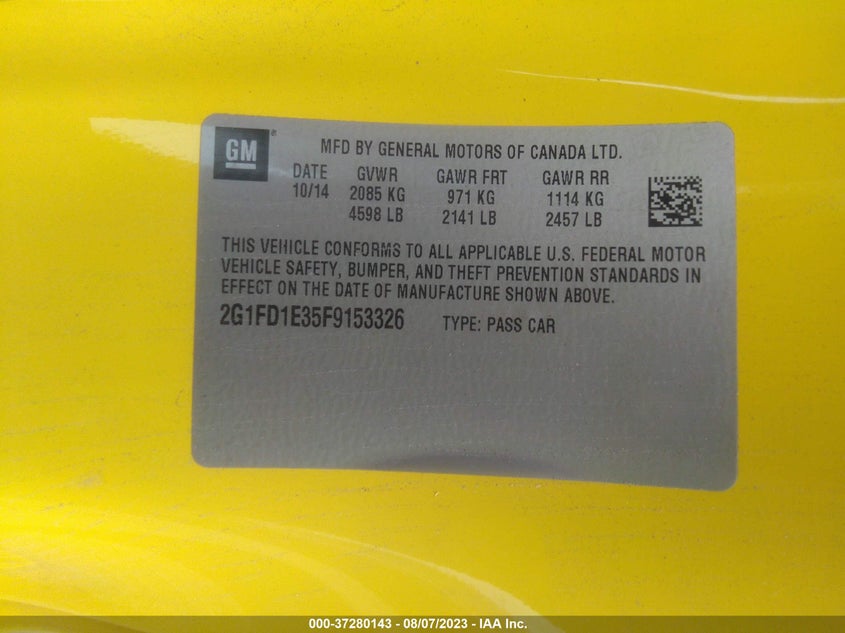 GM®
MFD BY GENERAL MOTORS OF CANADA LTD.
DATE GVWR GAWR FRT GAWR RR
10/14 2085 KG 971 KG 1114 KG
4598 LB 2141 LB 2457 LB
THIS VEHICLE CONFORMS TO ALL APPLICABLE U.S. FEDERAL MOTOR
VEHICLE SAFETY, BUMPER, AND THEFT PREVENTION STANDARDS IN
EFFECT ON THE DATE OF MANUFACTURE SHOWN ABOVE.
2G1FD1E35F9153326 TYPE: PASS CAR
000-37280143 - 08/07/2023 - IAA Inc.